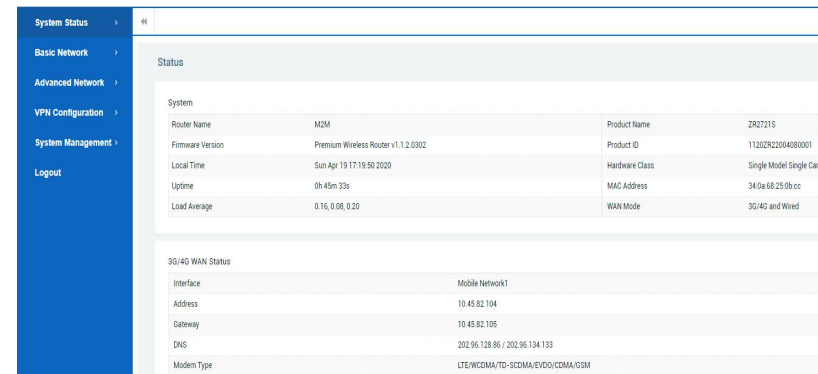 System Status
Basic Network
Advanced Network
VPN Configuration
System Management
Logout
Status
System
Router Name M2M Product Name ZR2721S
Firmware Version Premium Wireless Router v1.1.2.0302 Product ID 1120ZR22004080001
Local Time Sun Apr 19 17:19:50 2020 Hardware Class Single Model Single Car
Uptime 0h 45m 33s MAC Address 34:0a:68:25:0b:cc
Load Average 0.16, 0.08, 0.20 WAN Mode 3G/4G and Wired
3G/4G WAN Status
Interface Mobile Network1
Address 10.45.82.104
Gateway 10.45.82.105
DNS 202.96.128.86 / 202.96.134.133
Modem Type LTE/WCDMA/TD-SCDMA/EVDO/CDMA/GSM